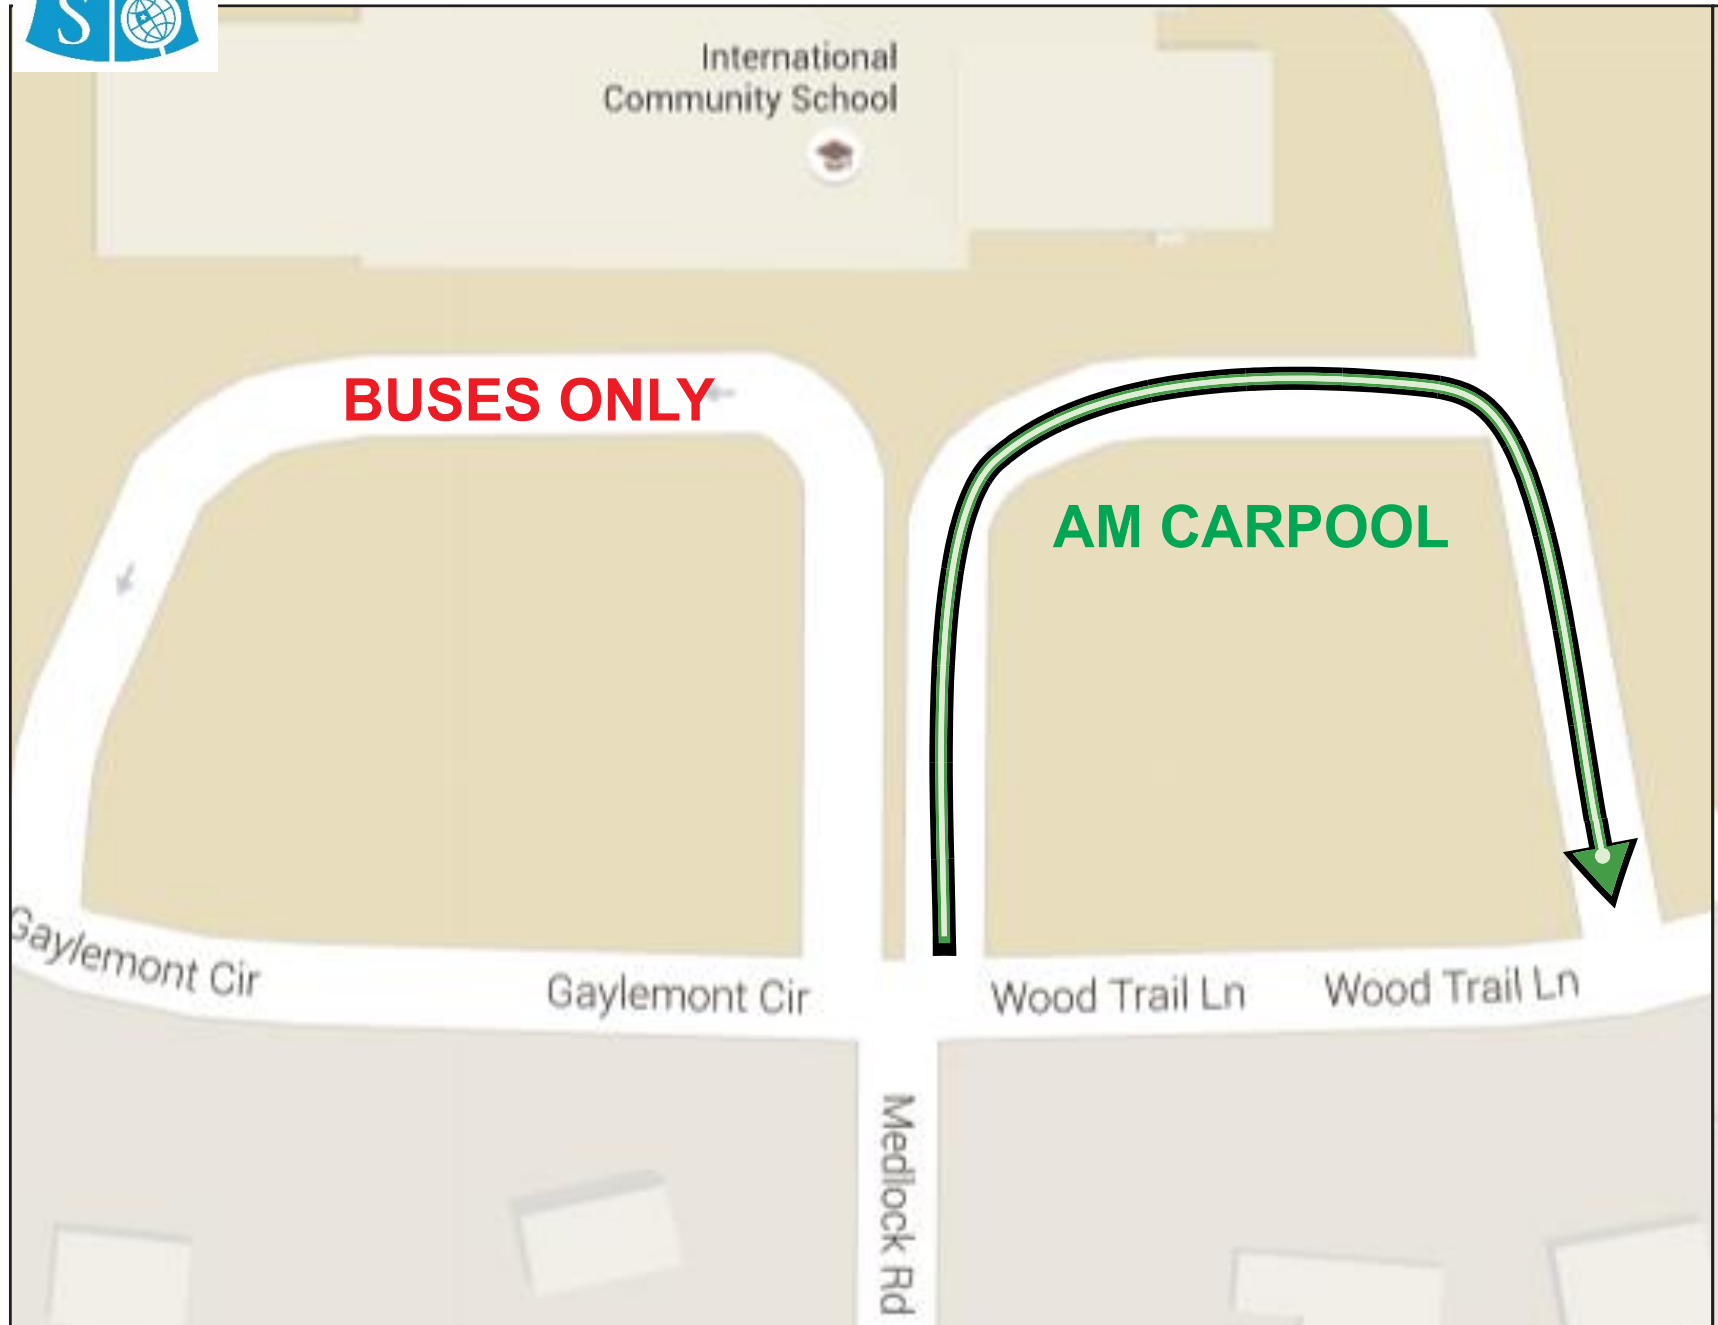 S
International
Community School
BUSES ONLY
AM CARPOOL
Gaylemont Cir
Gaylemont Cir
Wood Trail Ln
Wood Trail Ln
Medlock Rd